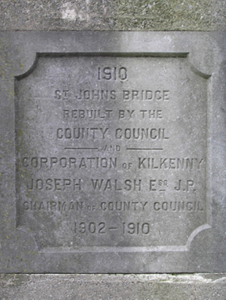 1910
ST JOHNS BRIDGE
REBUILT BY THE
COUNTY COUNCIL
AND
CORPORATION OF KILKENNY
JOSEPH WALSH ESQ J.P.
CHAIRMAN OF COUNTY COUNCIL
1902-1910